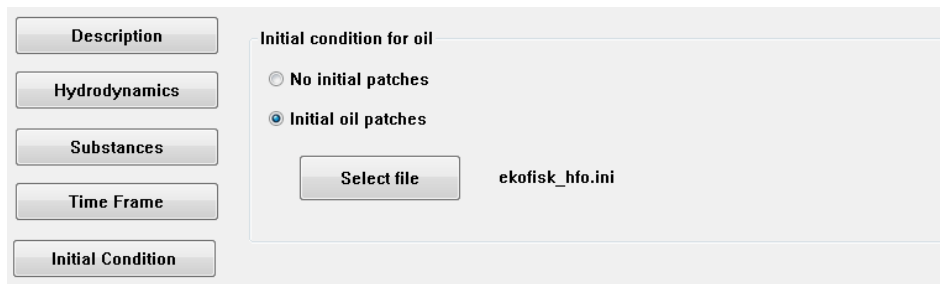 Description
Hydrodynamics
Substances
Time Frame
Initial Condition
Initial condition for oil
No initial patches
Initial oil patches
Select file ekofisk_hfo.ini